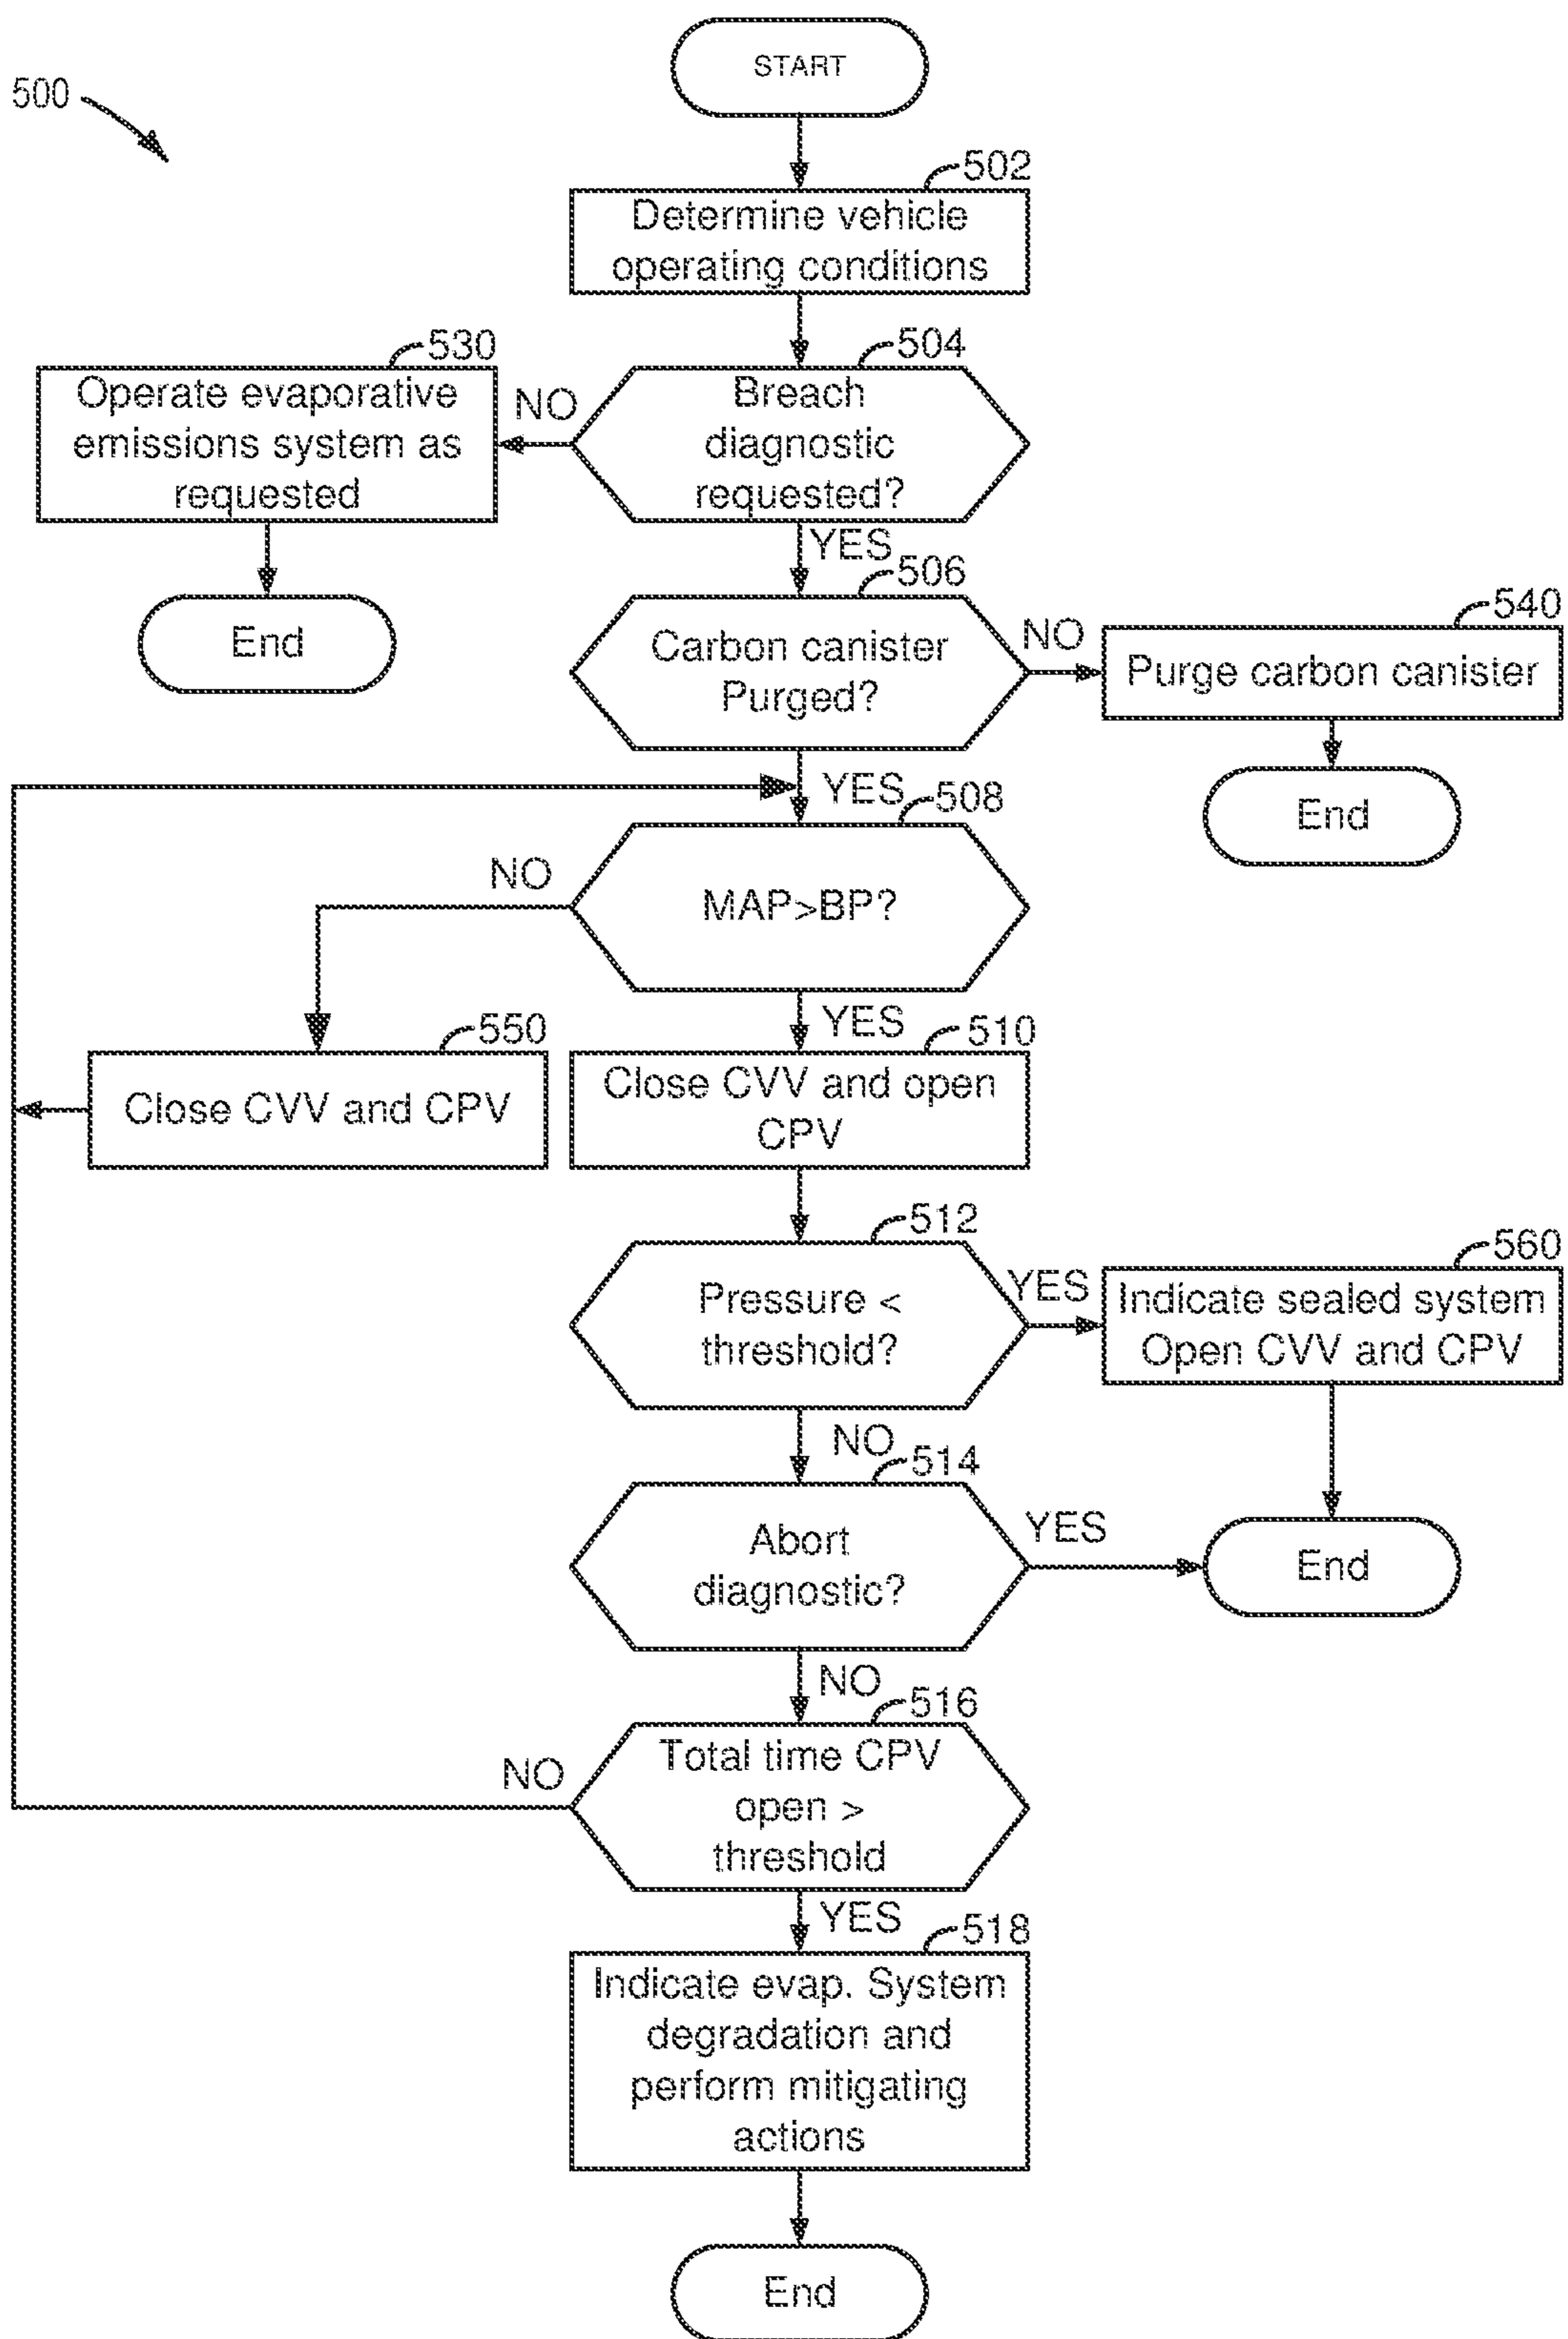 START
500
502
Determine vehicle
operating conditions
504
Breach
diagnostic
requested?
NO
530
Operate evaporative
emissions system as
requested
End
YES
506
Carbon canister
Purged?
NO
540
Purge carbon canister
End
YES
508
MAP>BP?
NO
550
Close CVV and CPV
YES
510
Close CVV and open
CPV
512
Pressure <
threshold?
YES
560
Indicate sealed system
Open CVV and CPV
NO
514
Abort
diagnostic?
YES
End
NO
516
Total time CPV
open >
threshold
NO
YES
518
Indicate evap. System
degradation and
perform mitigating
actions
End